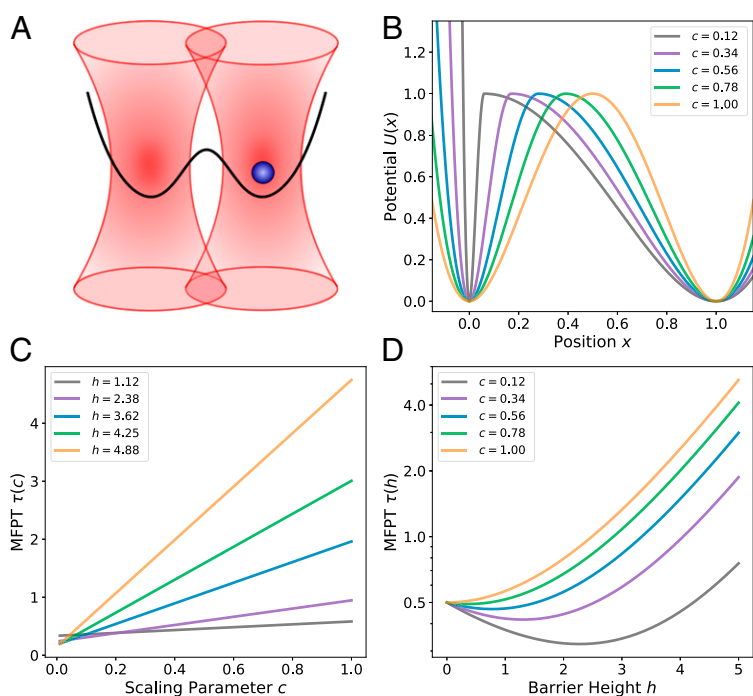 A
B
c = 0.12
c = 0.34
c = 0.56
c = 0.78
c = 1.00
Potential U(x)
1.2
1.0
0.8
0.6
0.4
0.2
0.0
0.0 0.2 0.4 0.6 0.8 1.0
Position x
C
h = 1.12
h = 2.38
h = 3.62
h = 4.25
h = 4.88
MFPT τ(c)
4
3
2
1
0
0.0 0.2 0.4 0.6 0.8 1.0
Scaling Parameter c
D
c = 0.12
c = 0.34
c = 0.56
c = 0.78
c = 1.00
MFPT τ(h)
4.0
2.0
1.0
0.5
0 1 2 3 4 5
Barrier Height h